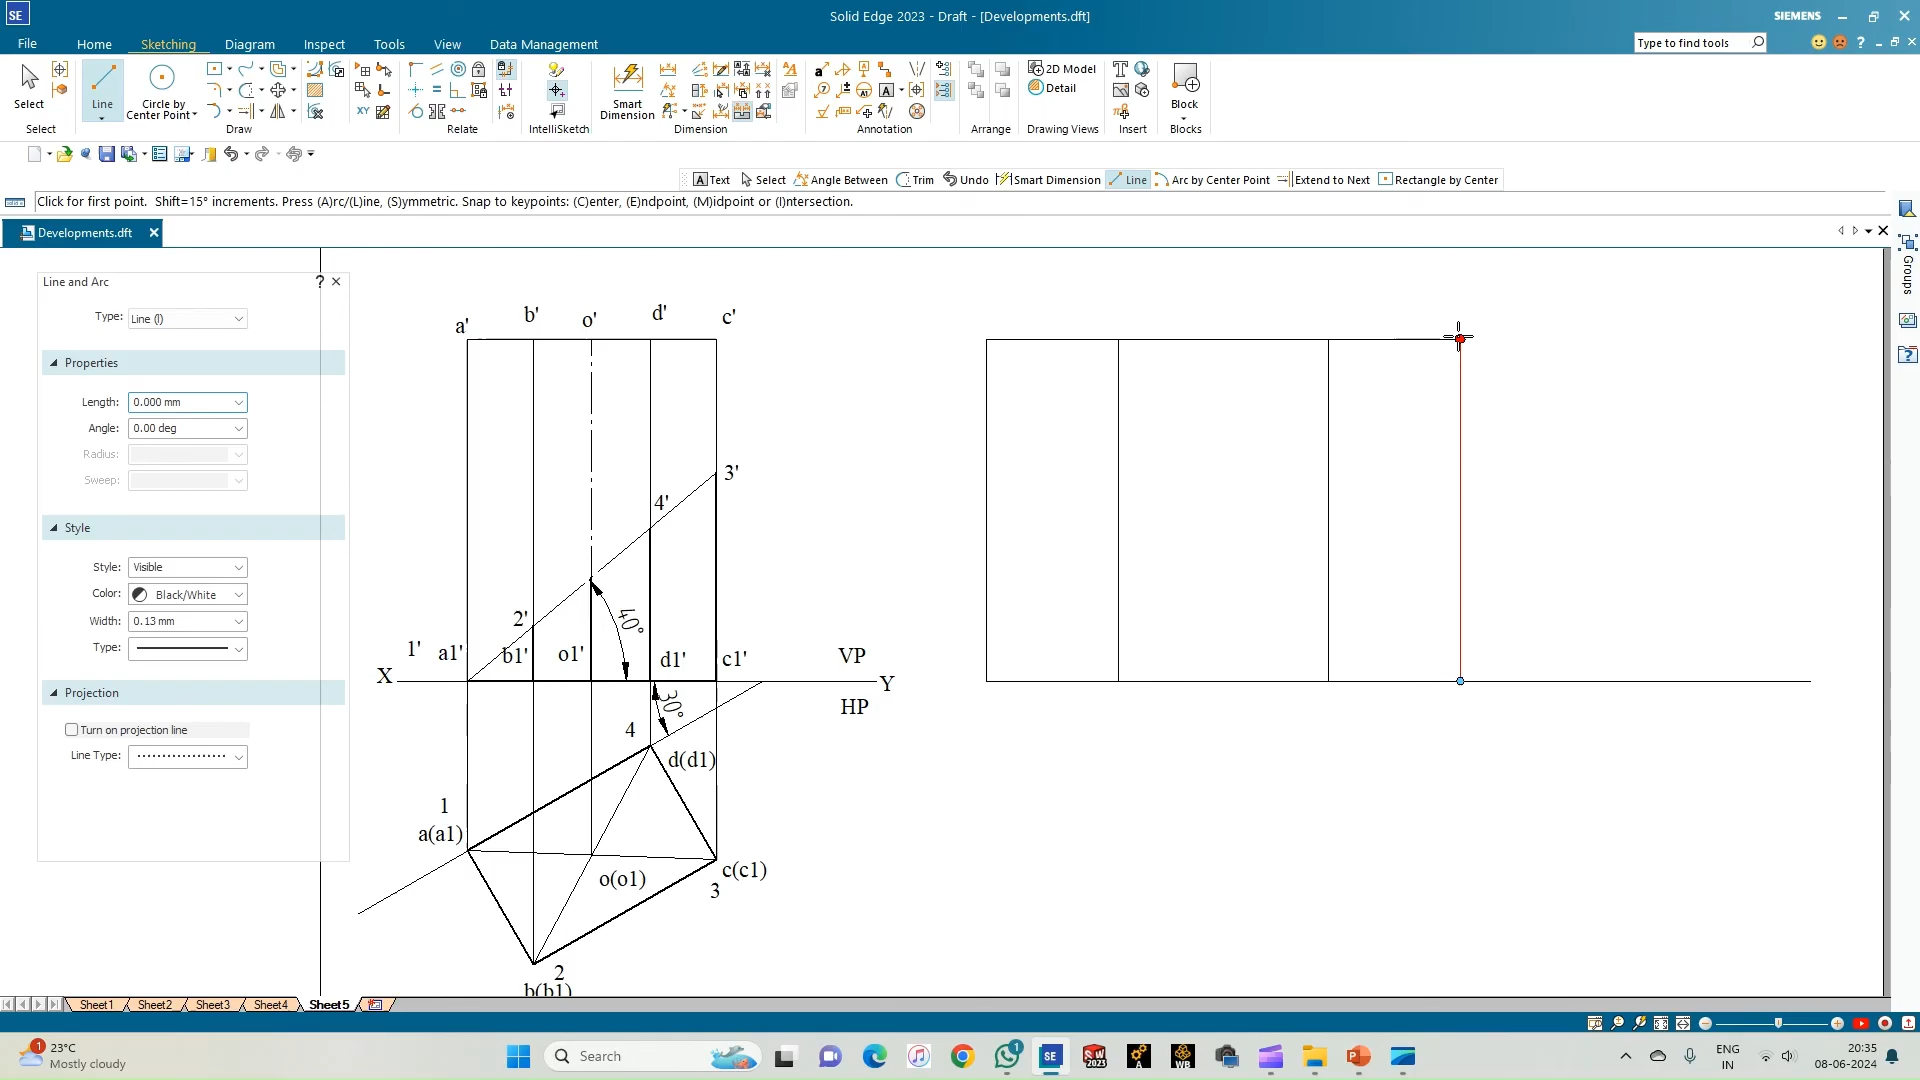 SE
Solid Edge 2023 - Draft - [Developments.dft]
SIEMENS
File Home Sketching Diagram Inspect Tools View Data Management
Type to find tools
Select
Line
Circle by
Center Point
Smart
Dimension
2D Model
Detail
Block
Select Draw Relate IntelliSketch Dimension Annotation Arrange Drawing Views Insert Blocks
Text Select Angle Between Trim Undo Smart Dimension Line Arc by Center Point Extend to Next Rectangle by Center
Click for first point. Shift=15° increments. Press (A)rc/(L)ine, (S)ymmetric. Snap to keypoints: (C)enter, (E)ndpoint, (M)idpoint or (I)ntersection.
Developments.dft
Groups
Line and Arc
Type: Line (l)
Properties
Length: 0.000 mm
Angle: 0.00 deg
Radius:
Sweep:
Style
Style: Visible
Color: Black/White
Width: 0.13 mm
Type:
Projection
Turn on projection line
Line Type:
a' b' o' d' c'
3'
4'
2'
40°
1' a1' b1' o1' d1' c1' VP
X Y
HP
30°
4
d(d1)
1
a(a1)
o(o1)
c(c1)
3
2
b(b1)
Sheet1 Sheet2 Sheet3 Sheet4 Sheet5
1
23°C
Mostly cloudy
Search
1
SE
SW
2023
A
WB
P
ENG
IN
20:35
08-06-2024